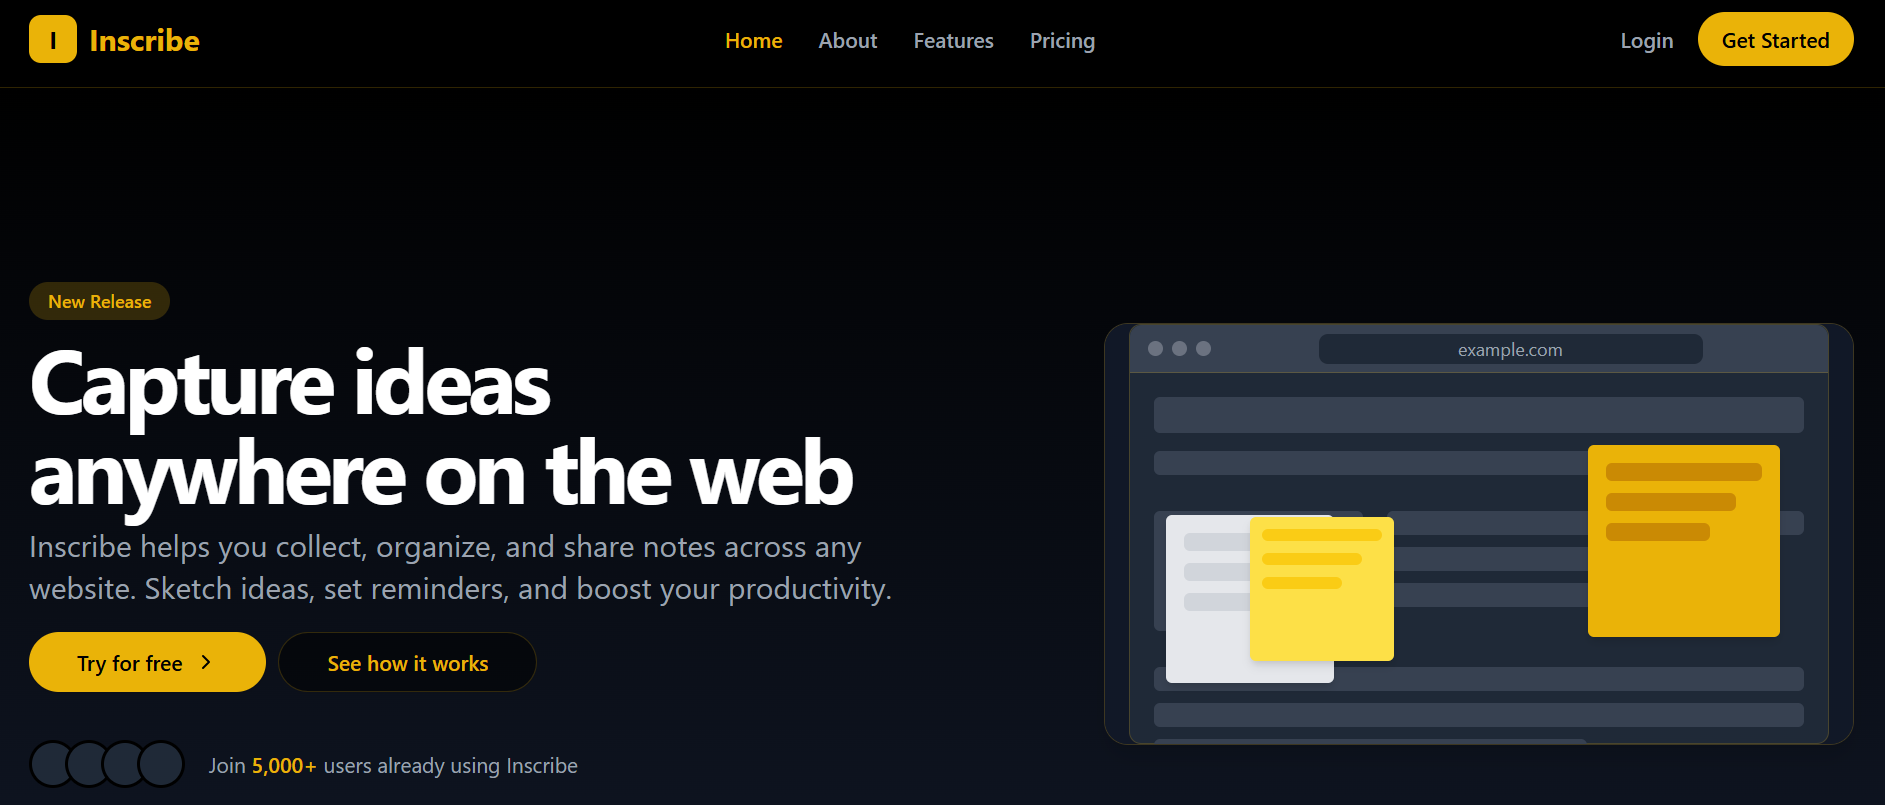 I Inscribe
Home About Features Pricing
Login Get Started
New Release
Capture ideas
anywhere on the web
Inscribe helps you collect, organize, and share notes across any
website. Sketch ideas, set reminders, and boost your productivity.
Try for free
See how it works
Join 5,000+ users already using Inscribe
example.com